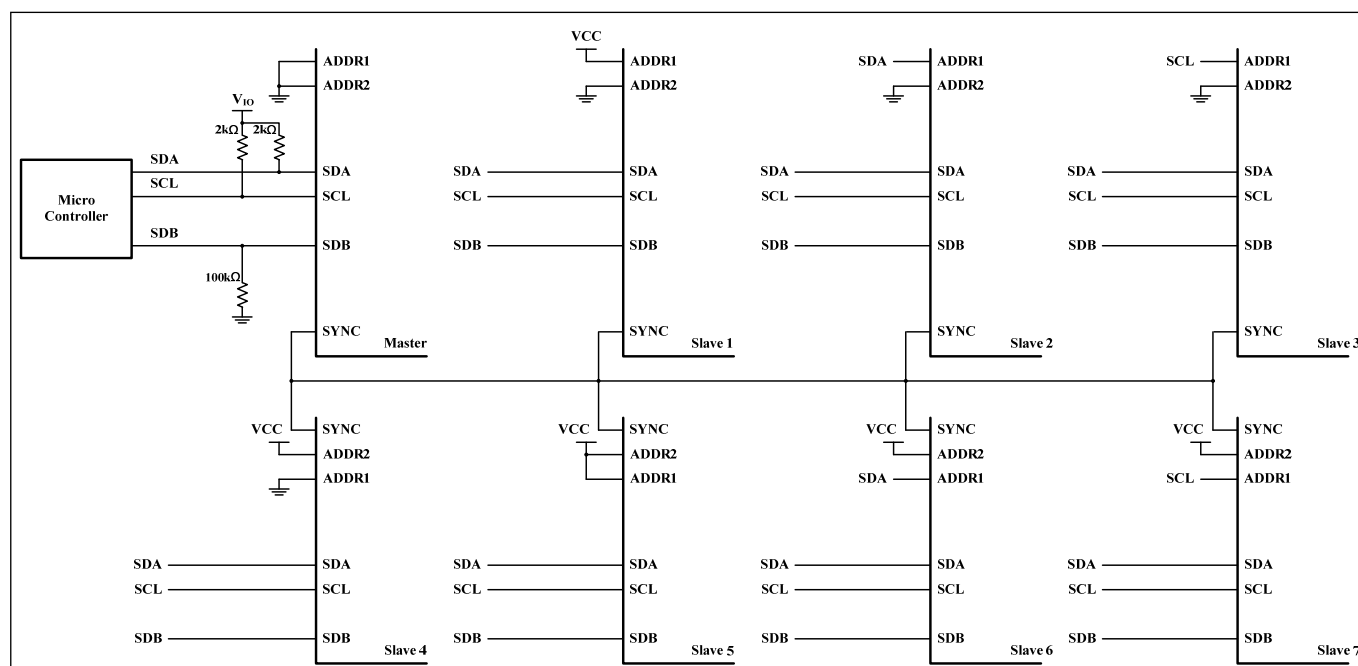 VCC
ADDR1
ADDR2
ADDR1
ADDR2
SDA
ADDR1
ADDR2
SCL
ADDR1
ADDR2
VIO
2kΩ
2kΩ
Micro
Controller
SDA
SCL
SDB
SDA
SCL
SDB
100kΩ
SYNC
Master
SDA
SCL
SDB
SDA
SCL
SDB
SYNC
Slave 1
SDA
SCL
SDB
SDA
SCL
SDB
SYNC
Slave 2
SDA
SCL
SDB
SDA
SCL
SDB
SYNC
Slave 3
VCC
SYNC
ADDR2
ADDR1
SDA
SCL
SDB
SDA
SCL
SDB
Slave 4
VCC
SYNC
ADDR2
ADDR1
SDA
SCL
SDB
SDA
SCL
SDB
Slave 5
VCC
SDA
SYNC
ADDR2
ADDR1
SDA
SCL
SDB
SDA
SCL
SDB
Slave 6
VCC
SCL
SYNC
ADDR2
ADDR1
SDA
SCL
SDB
SDA
SCL
SDB
Slave 7